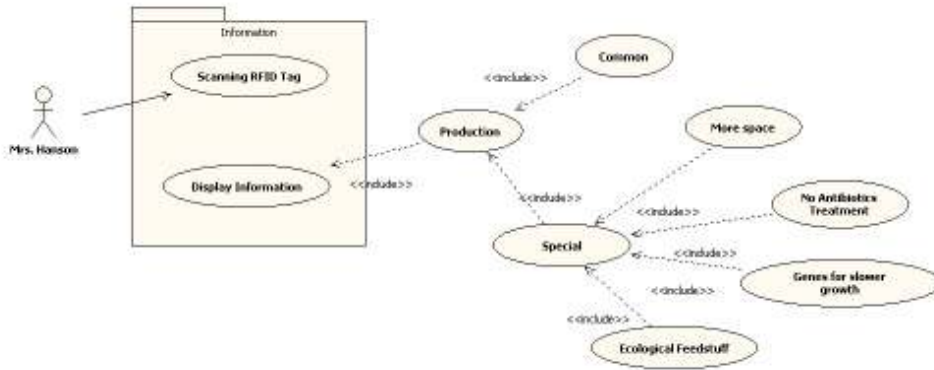 Information
Common
<<include>>
Scanning RFID Tag
More space
Production
Mrs. Hanson
<<include>>
Display Information
<<include>>
No Antibiotics
Treatment
<<include>>
Special
<<include>>
Genes for slower
growth
<<include>>
<<include>>
Ecological Feedstuff